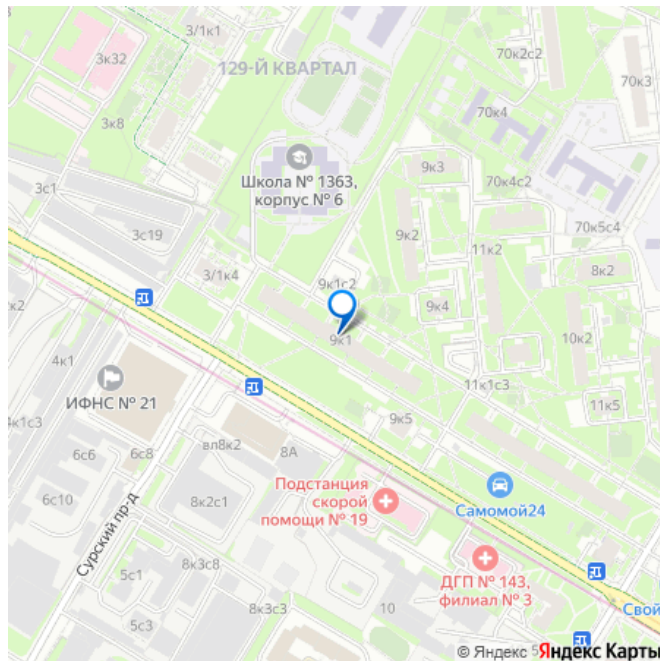 3/1к1
3к32
70к2с2
70к3
129-Й КВАРТАЛ
70к4
3к8
Школа № 1363,
корпус № 6
9к3
70к4с2
3с1
70к5с4
3с19
9к2
11к2
3/1к4
9к1с2
8к2
к2
9к4
9к1
10к2
4к1
ИФНС № 21
11к1с3
11к5
4к1с3
9к5
вл8к2
8А
6с6
6с8
Подстанция
скорой
помощи № 19
Самомой24
6с10
8к2с1
Сурский пр-д
8к3с8
5с1
ДГП № 143,
филиал № 3
8к3с3
10
5с3
Свой
© Яндекс
Яндекс Карты